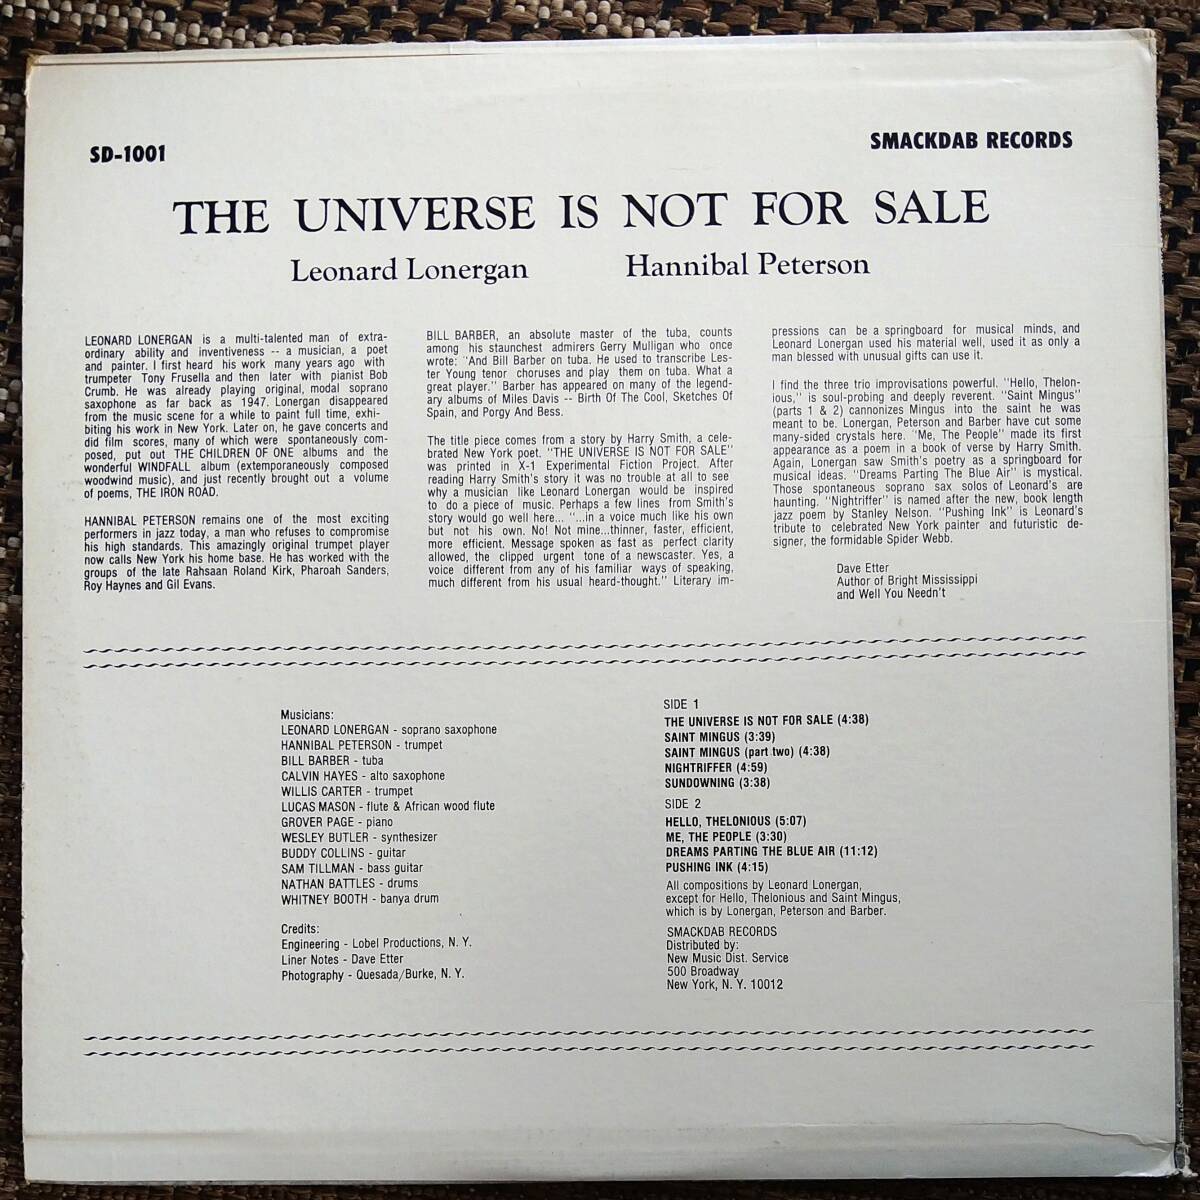 SD-1001
SMACKDAB RECORDS
THE UNIVERSE IS NOT FOR SALE
Leonard Lonergan Hannibal Peterson
LEONARD LONERGAN is a multi-talented man of extra-
ordinary ability and inventiveness -- a musician, a poet
and painter. I first heard his work many years ago with
trumpeter Tony Frusella and then later with pianist Bob
Crumb. He was already playing original, modal soprano
saxophone as far back as 1947. Lonergan disappeared
from the music scene for a while to paint full time, exhi-
biting his work in New York. Later on, he gave concerts and
did film scores, many of which were spontaneously com-
posed, put out THE CHILDREN OF ONE albums and the
wonderful WINDFALL album (extemporaneously composed
woodwind music), and just recently brought out a volume
of poems, THE IRON ROAD.
HANNIBAL PETERSON remains one of the most exciting
performers in jazz today, a man who refuses to compromise
his high standards. This amazingly original trumpet player
now calls New York his home base. He has worked with the
groups of the late Rahsaan Roland Kirk, Pharoah Sanders,
Roy Haynes and Gil Evans.
BILL BARBER, an absolute master of the tuba, counts
among his staunchest admirers Gerry Mulligan who once
wrote: "And Bill Barber on tuba. He used to transcribe Les-
ter Young tenor choruses and play them on tuba. What a
great player." Barber has appeared on many of the legend-
ary albums of Miles Davis -- Birth Of The Cool, Sketches Of
Spain, and Porgy And Bess.
The title piece comes from a story by Harry Smith, a cele-
brated New York poet. "THE UNIVERSE IS NOT FOR SALE"
was printed in X-1 Experimental Fiction Project. After
reading Harry Smith's story it was no trouble at all to see
why a musician like Leonard Lonergan would be inspired
to do a piece of music. Perhaps a few lines from Smith's
story would go well here... "...in a voice much like his own
but not his own. No! Not mine...thinner, faster, efficient,
more efficient. Message spoken as fast as perfect clarity
allowed, the clipped urgent tone of a newscaster. Yes, a
voice different from any of his familiar ways of speaking,
much different from his usual heard-thought." Literary im-
pressions can be a springboard for musical minds, and
Leonard Lonergan used his material well, used it as only a
man blessed with unusual gifts can use it.
I find the three trio improvisations powerful. "Hello, Thelon-
ious," is soul-probing and deeply reverent. "Saint Mingus"
(parts 1 & 2) cannonizes Mingus into the saint he was
meant to be. Lonergan, Peterson and Barber have cut some
many-sided crystals here. "Me, The People" made its first
appearance as a poem in a book of verse by Harry Smith.
Again, Lonergan saw Smith's poetry as a springboard for
musical ideas. "Dreams Parting The Blue Air" is mystical.
Those spontaneous soprano sax solos of Leonard's are
haunting. "Nightriffer" is named after the new, book length
jazz poem by Stanley Nelson. "Pushing Ink" is Leonard's
tribute to celebrated New York painter and futuristic de-
signer, the formidable Spider Webb.
Dave Etter
Author of Bright Mississippi
and Well You Needn't
Musicians:
LEONARD LONERGAN - soprano saxophone
HANNIBAL PETERSON - trumpet
BILL BARBER - tuba
CALVIN HAYES - alto saxophone
WILLIS CARTER - trumpet
LUCAS MASON - flute & African wood flute
GROVER PAGE - piano
WESLEY BUTLER - synthesizer
BUDDY COLLINS - guitar
SAM TILLMAN - bass guitar
NATHAN BATTLES - drums
WHITNEY BOOTH - banya drum
Credits:
Engineering - Lobel Productions, N. Y.
Liner Notes - Dave Etter
Photography - Quesada/Burke, N. Y.
SIDE 1
THE UNIVERSE IS NOT FOR SALE (4:38)
SAINT MINGUS (3:39)
SAINT MINGUS (part two) (4:38)
NIGHTRIFFER (4:59)
SUNDOWNING (3:38)
SIDE 2
HELLO, THELONIOUS (5:07)
ME, THE PEOPLE (3:30)
DREAMS PARTING THE BLUE AIR (11:12)
PUSHING INK (4:15)
All compositions by Leonard Lonergan,
except for Hello, Thelonious and Saint Mingus,
which is by Lonergan, Peterson and Barber.
SMACKDAB RECORDS
Distributed by:
New Music Dist. Service
500 Broadway
New York, N. Y. 10012